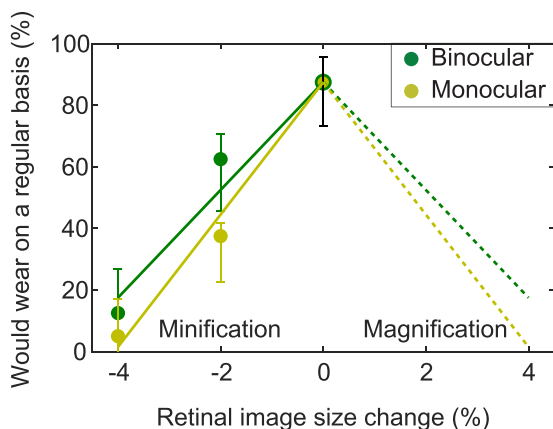 Would wear on a regular basis (%)
100
80
60
40
20
0
Binocular
Monocular
Minification
Magnification
-4
-2
0
2
4
Retinal image size change (%)